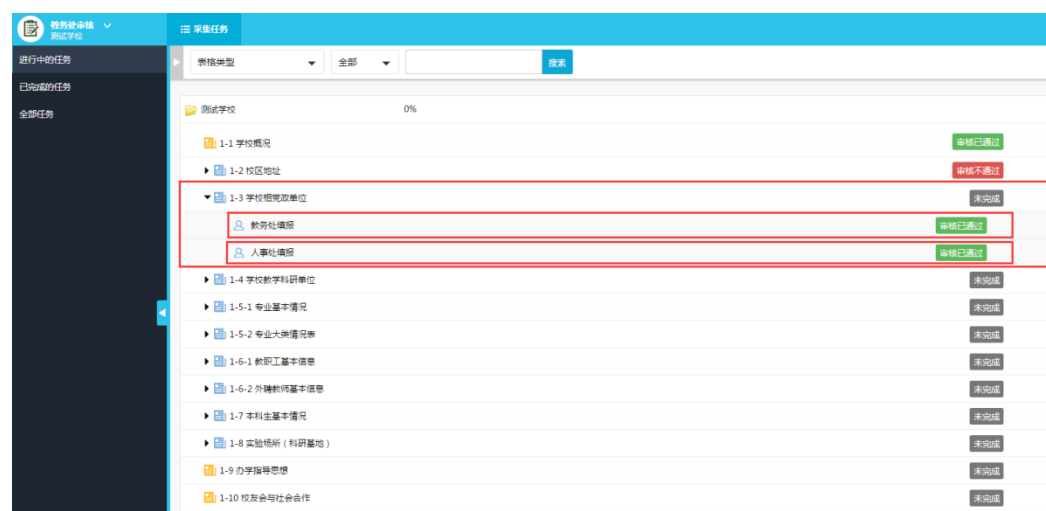 教务处审核
测试学校
采集任务
进行中的任务
已完成的任务
全部任务
表格类型 全部 搜索
测试学校 0%
1-1 学校概况 审核已通过
1-2 校区地址 审核不通过
1-3 学校相党政单位 未完成
教务处填报 审核已通过
人事处填报 审核已通过
1-4 学校教学科研单位 未完成
1-5-1 专业基本情况 未完成
1-5-2 专业大类情况表 未完成
1-6-1 教职工基本信息 未完成
1-6-2 外聘教师基本信息 未完成
1-7 本科生基本情况 未完成
1-8 实验场所（科研基地） 未完成
1-9 办学指导思想 未完成
1-10 校友会与社会合作 未完成